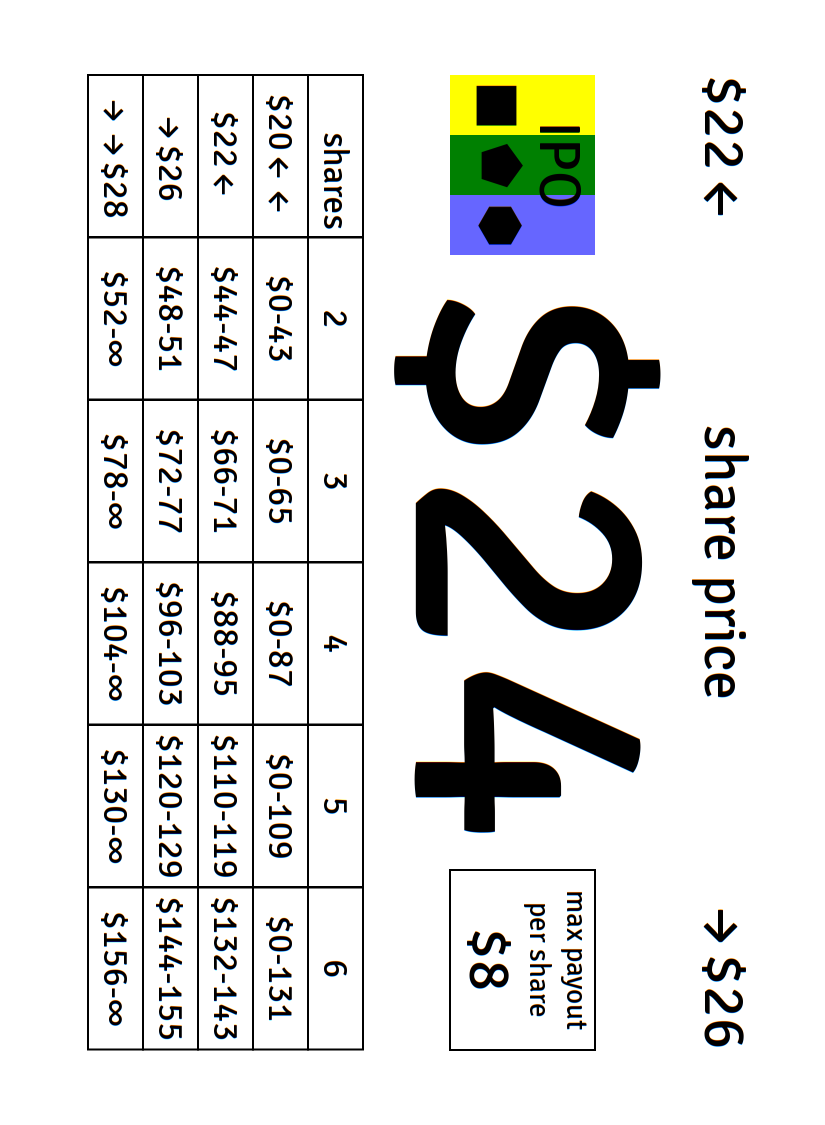 $22 ← share price → $26
IPO
$24
max payout
per share
$8
shares 2 3 4 5 6
$20 ← ← $0-43 $0-65 $0-87 $0-109 $0-131
$22 ← $44-47 $66-71 $88-95 $110-119 $132-143
→ $26 $48-51 $72-77 $96-103 $120-129 $144-155
→ → $28 $52-∞ $78-∞ $104-∞ $130-∞ $156-∞